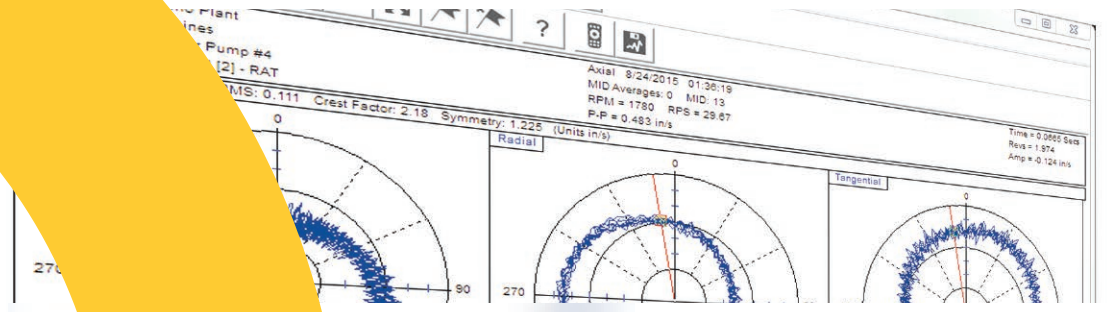 Plant
ines
Pump #4
[2] - RAT
Axial 8/24/2015 01:36:19
MID Averages: 0 MID: 13
RPM = 1780 RPS = 29.67
P-P = 0.483 in/s
MS: 0.111 Crest Factor: 2.18 Symmetry: 1.225 (Units in/s)
Time = 0.0665 Secs
Revs = 1.974
Amp = -0.124 in/s
Radial
Tangential
0
0
0
270
90
270
?